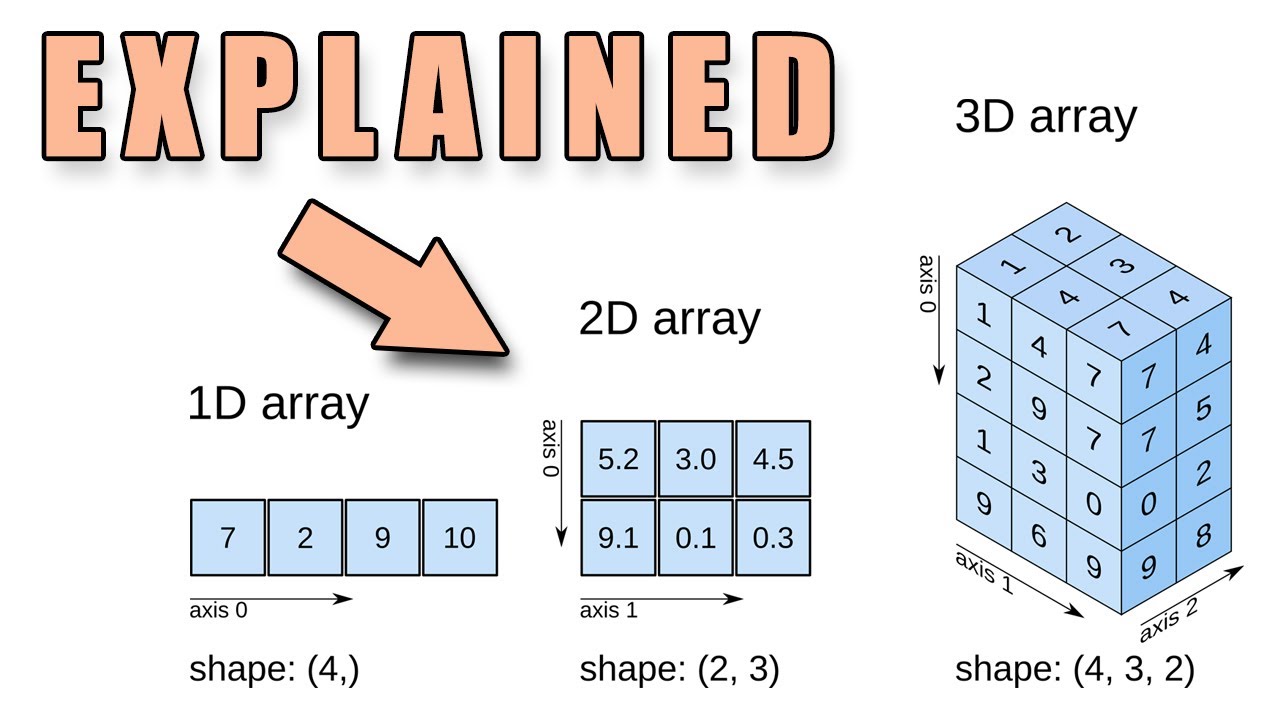 EXPLAINED
3D array
2D array
1D array
axis 0
7 2 9 10
axis 0
shape: (4,)
5.2 3.0 4.5
9.1 0.1 0.3
axis 1
shape: (2, 3)
axis 0
2
1 3
4 4
7
1 4 7
2 9 7
1 3 0
9 6 9
7 4
7 5
0 2
9 8
axis 1
axis 2
shape: (4, 3, 2)